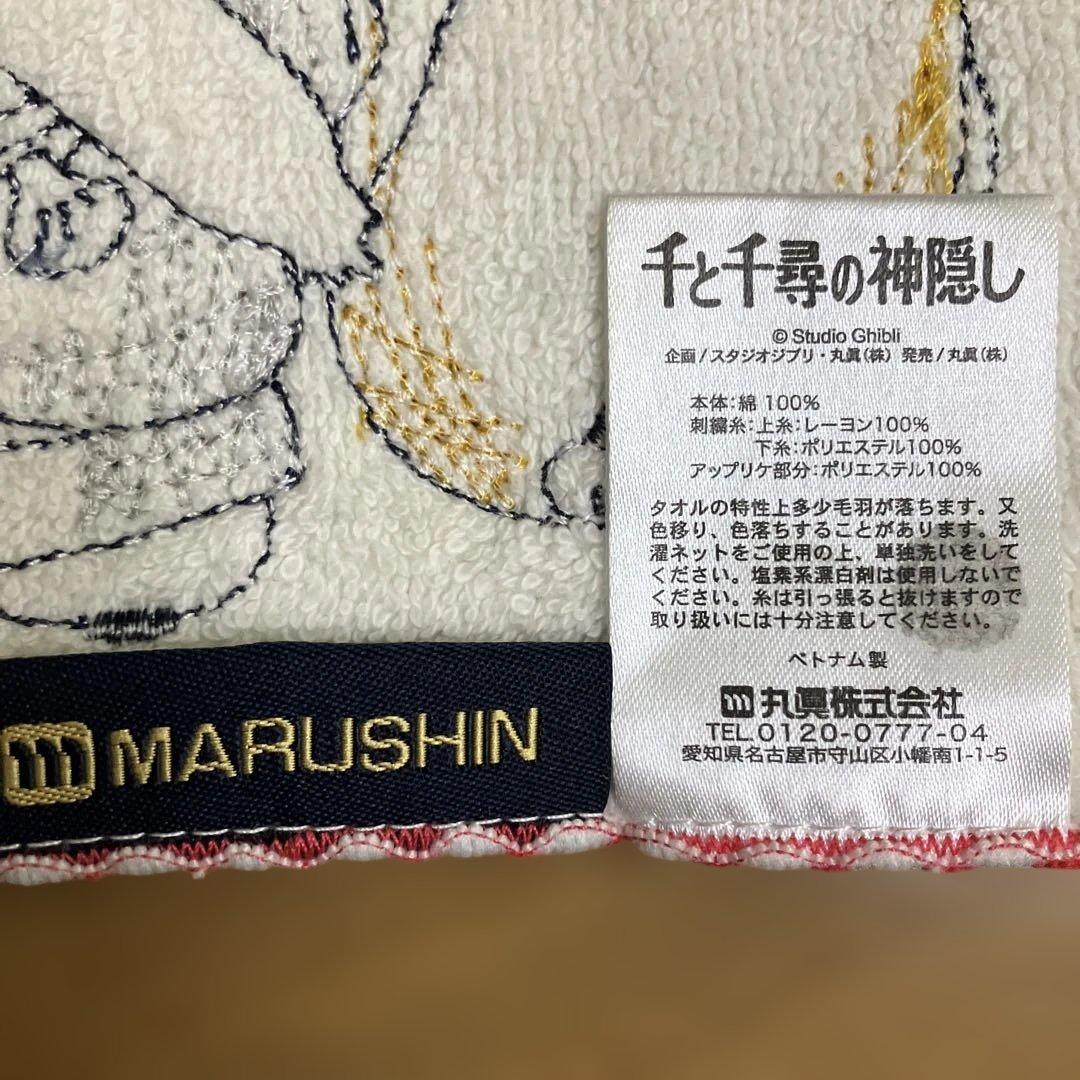 千と千尋の神隠し
© Studio Ghibli
企画/スタジオジブリ・丸眞(株) 発売/丸眞(株)
本体:綿 100%
刺繍糸:上糸:レーヨン100%
下糸:ポリエステル100%
アップリケ部分:ポリエステル100%
タオルの特性上多少毛羽が落ちます。又
色移り、色落ちすることがあります。洗
濯ネットをご使用の上、単独洗いをして
ください。塩素系漂白剤は使用しないで
ください。糸は引っ張ると抜けますので
取り扱いには十分注意してください。
ベトナム製
丸眞株式会社
TEL.0120-0777-04
愛知県名古屋市守山区小幡南1-1-5
MARUSHIN